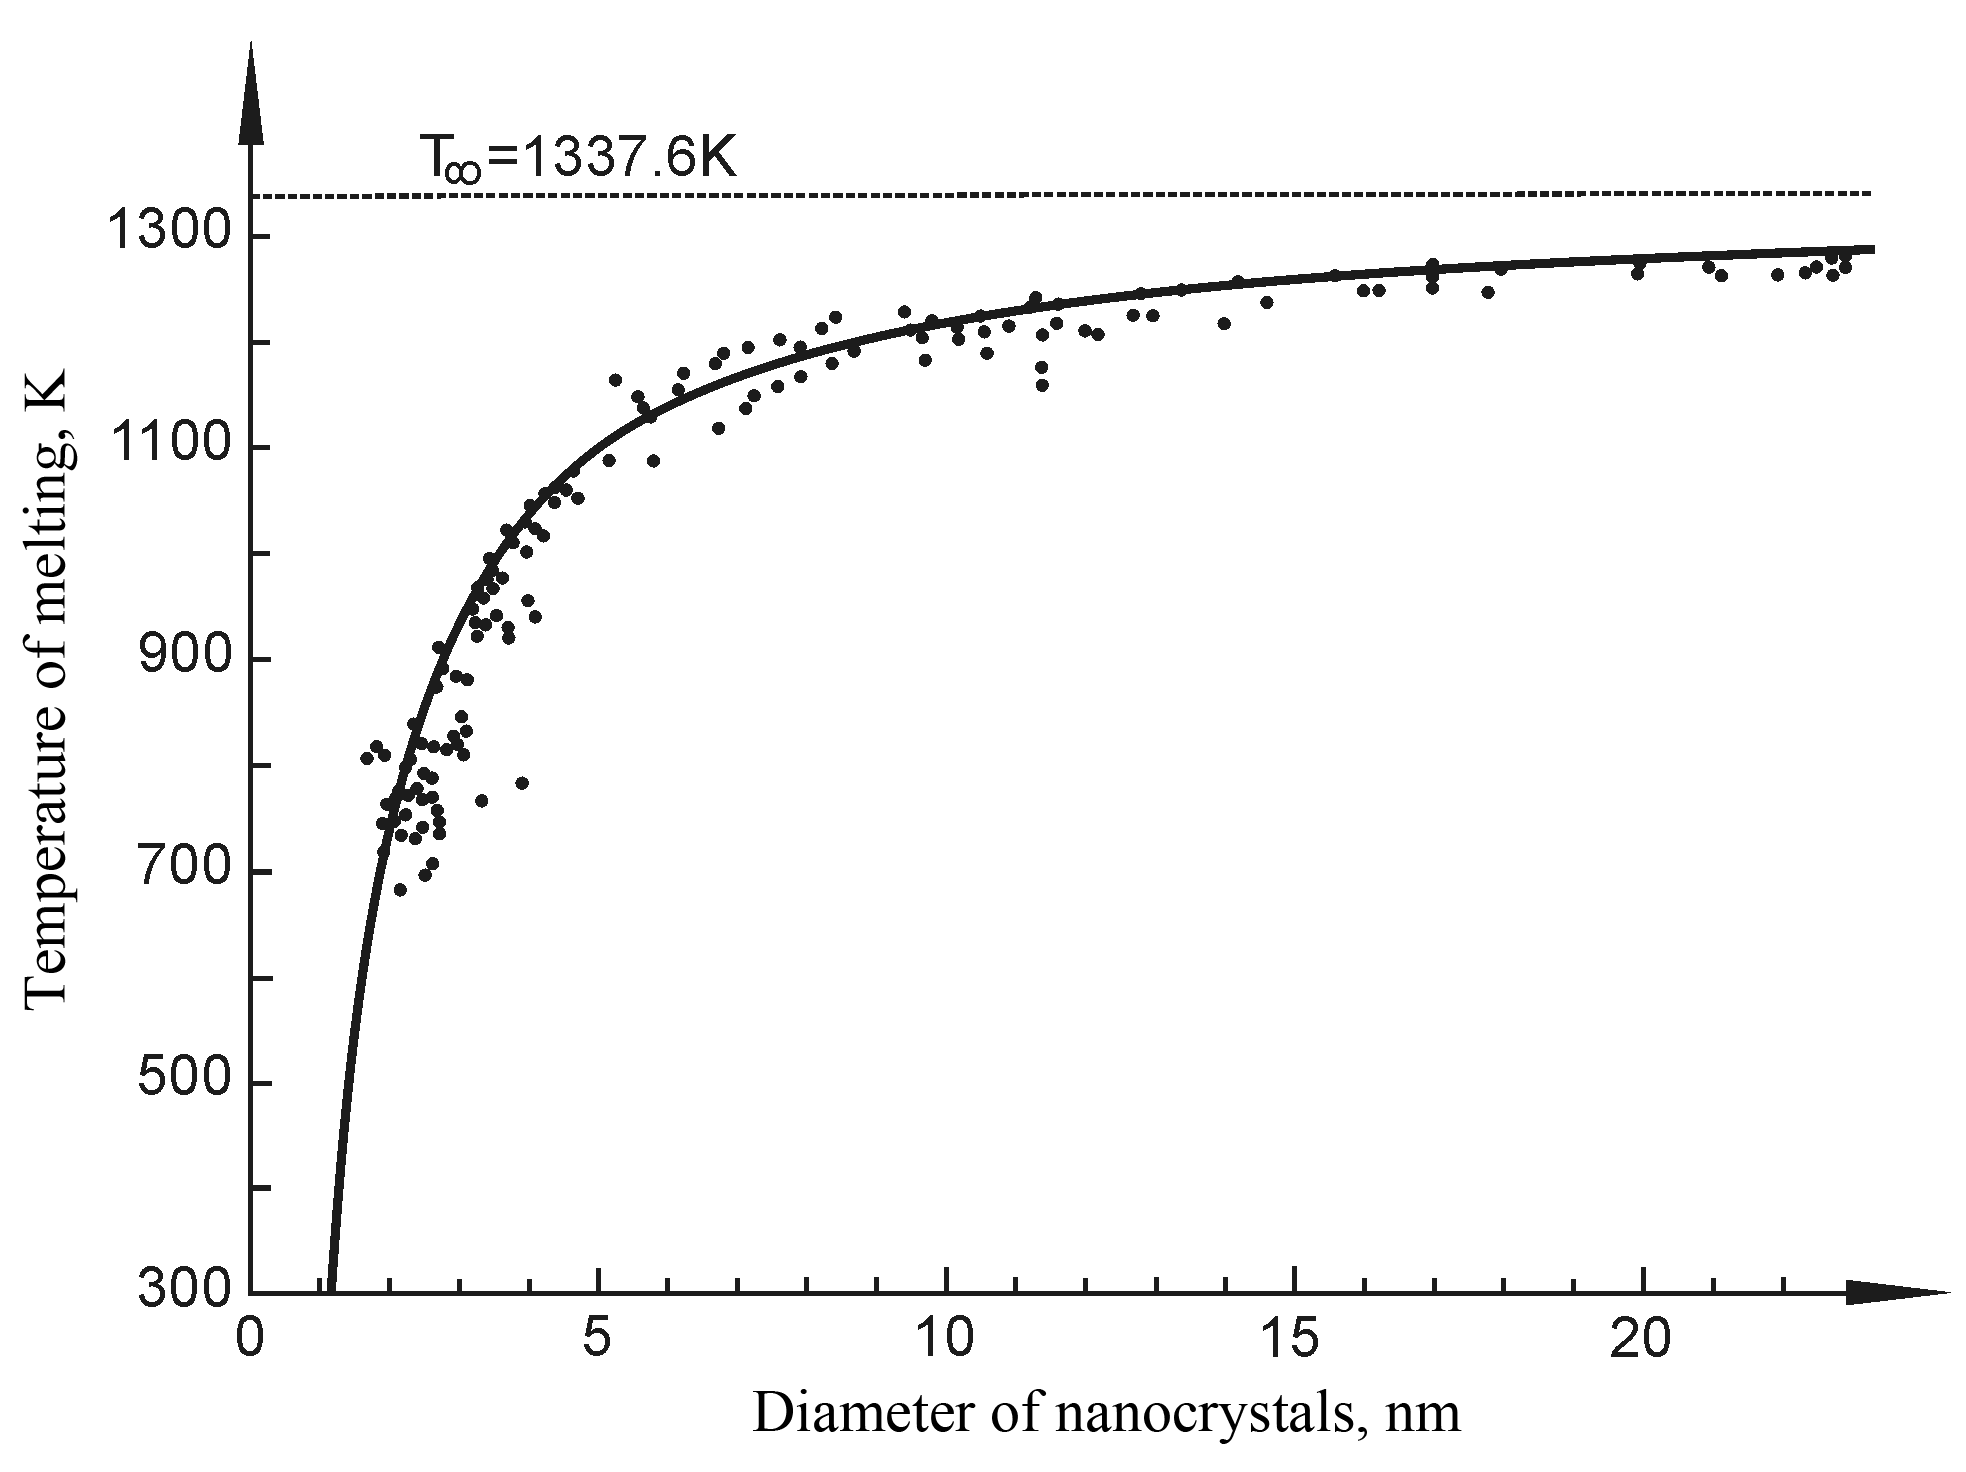 T∞=1337.6K
1300
1100
900
700
500
300
0 5 10 15 20
Temperature of melting, K
Diameter of nanocrystals, nm